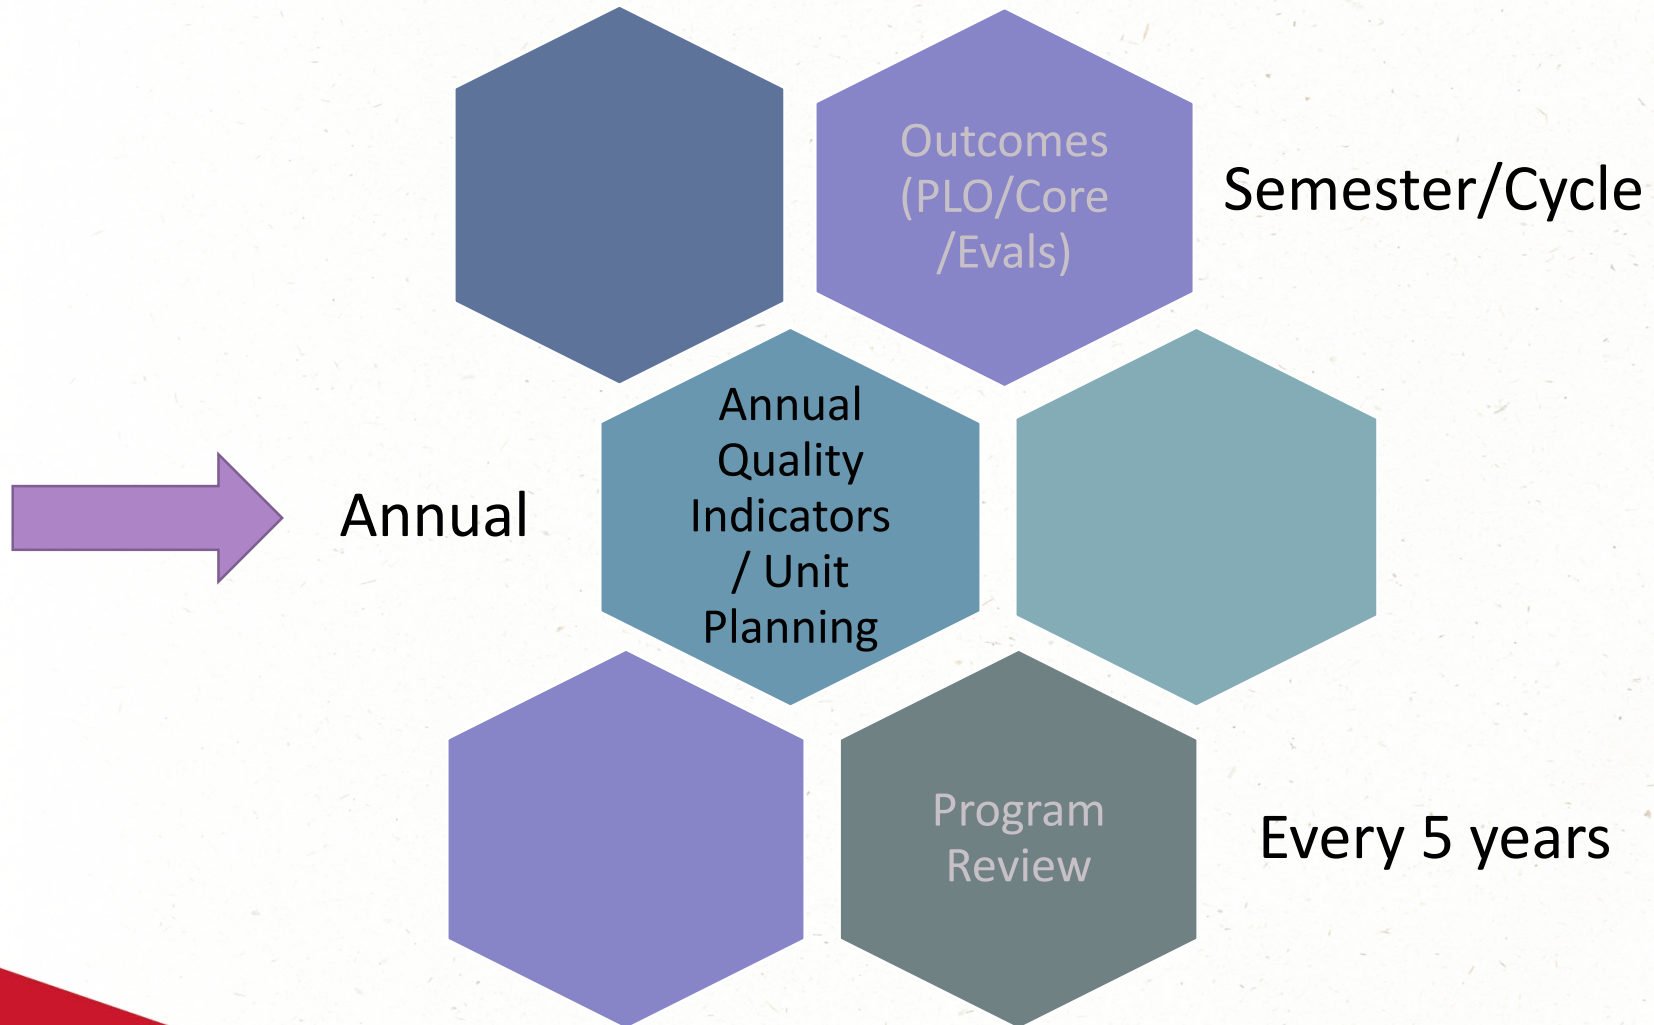 Outcomes
(PLO/Core
/Evals)
Semester/Cycle
Annual
Annual
Quality
Indicators
/ Unit
Planning
Program
Review
Every 5 years